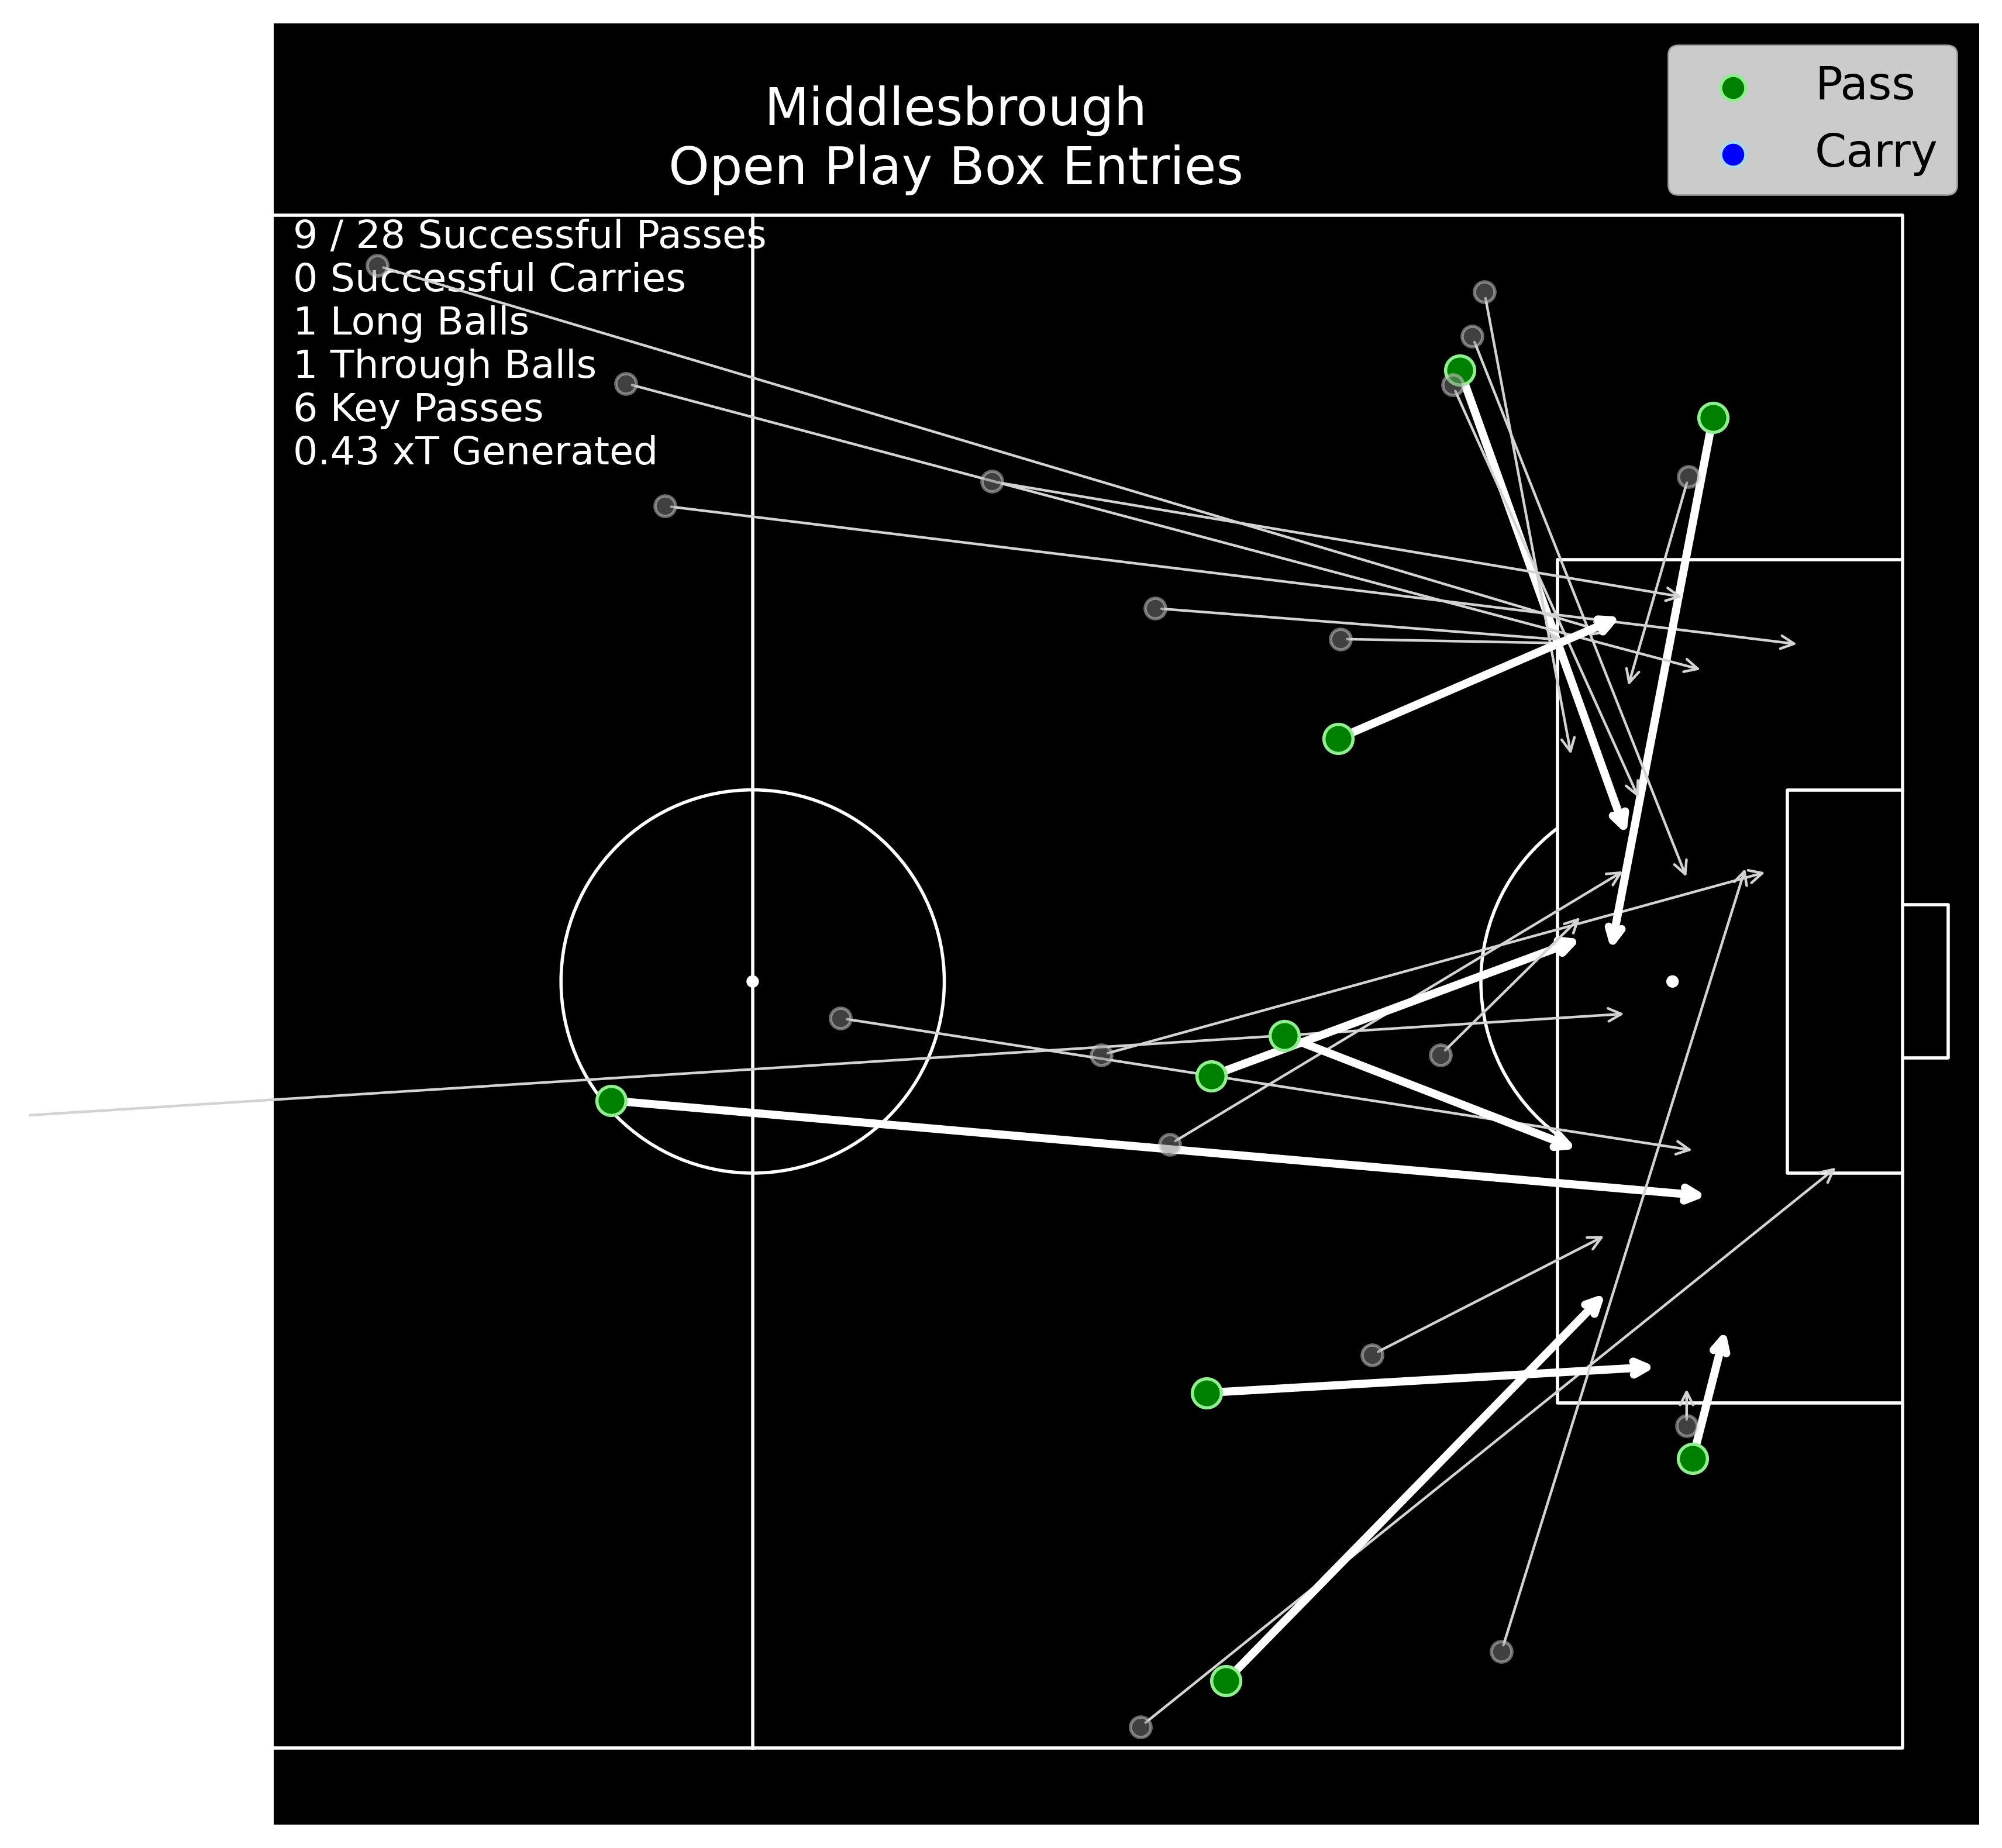 Middlesbrough
Open Play Box Entries
Pass
Carry
9 / 28 Successful Passes
0 Successful Carries
1 Long Balls
1 Through Balls
6 Key Passes
0.43 xT Generated